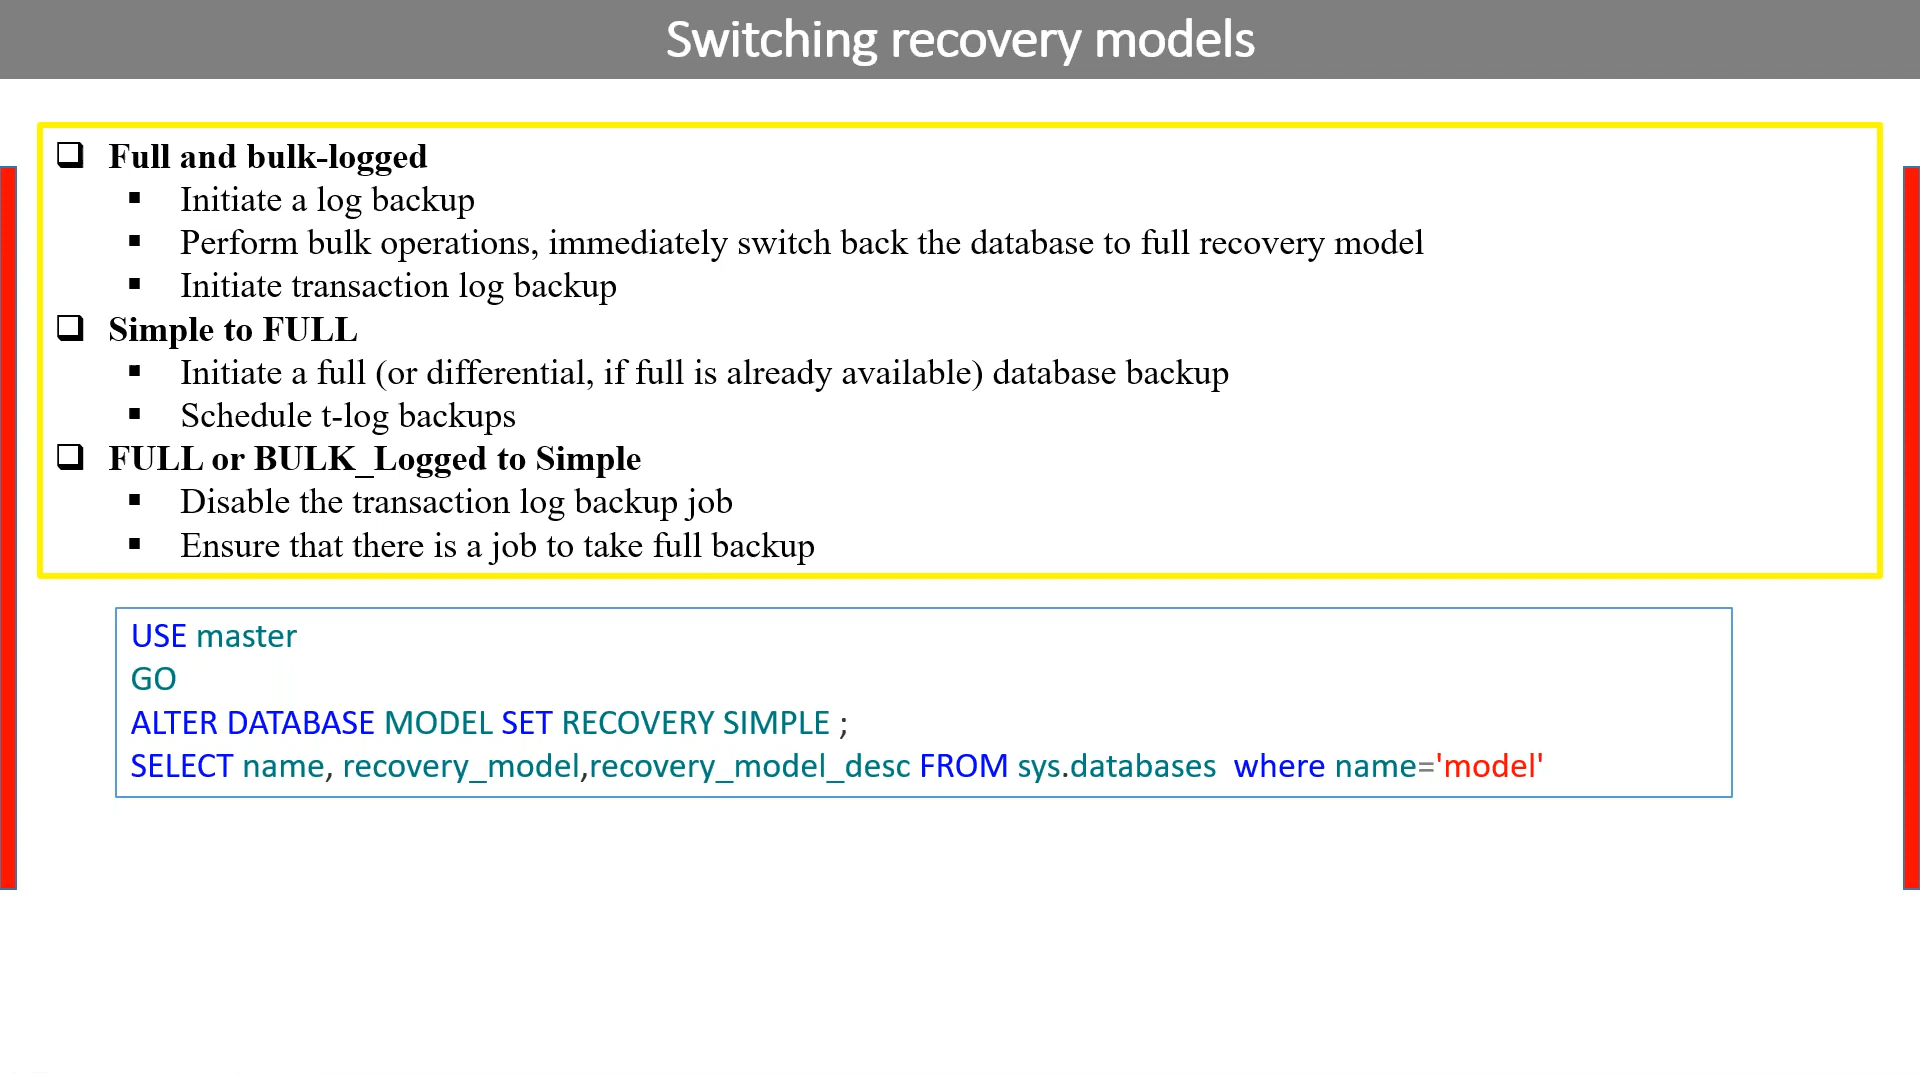 Switching recovery models
Full and bulk-logged
Initiate a log backup
Perform bulk operations, immediately switch back the database to full recovery model
Initiate transaction log backup
Simple to FULL
Initiate a full (or differential, if full is already available) database backup
Schedule t-log backups
FULL or BULK_Logged to Simple
Disable the transaction log backup job
Ensure that there is a job to take full backup
USE master
GO
ALTER DATABASE MODEL SET RECOVERY SIMPLE ;
SELECT name, recovery_model,recovery_model_desc FROM sys.databases  where name='model'